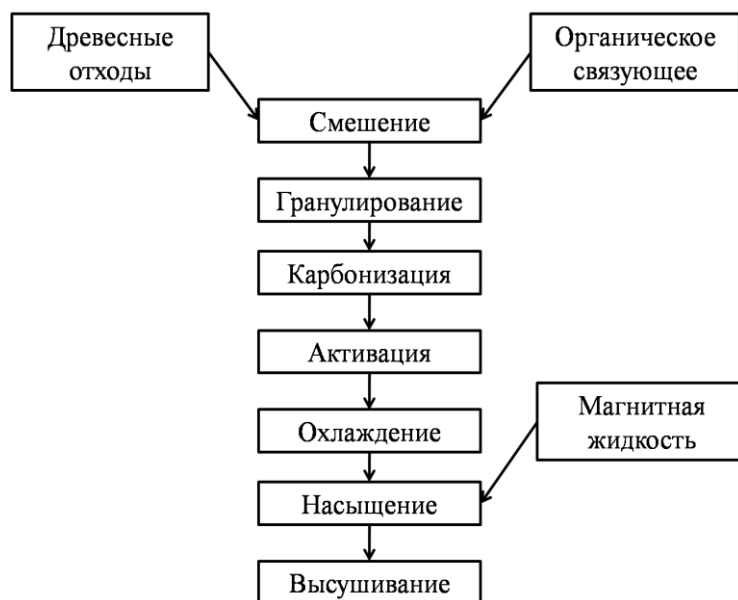 Древесные
отходы
Органическое
связующее
Смешение
Гранулирование
Карбонизация
Активация
Охлаждение
Магнитная
жидкость
Насыщение
Высушивание